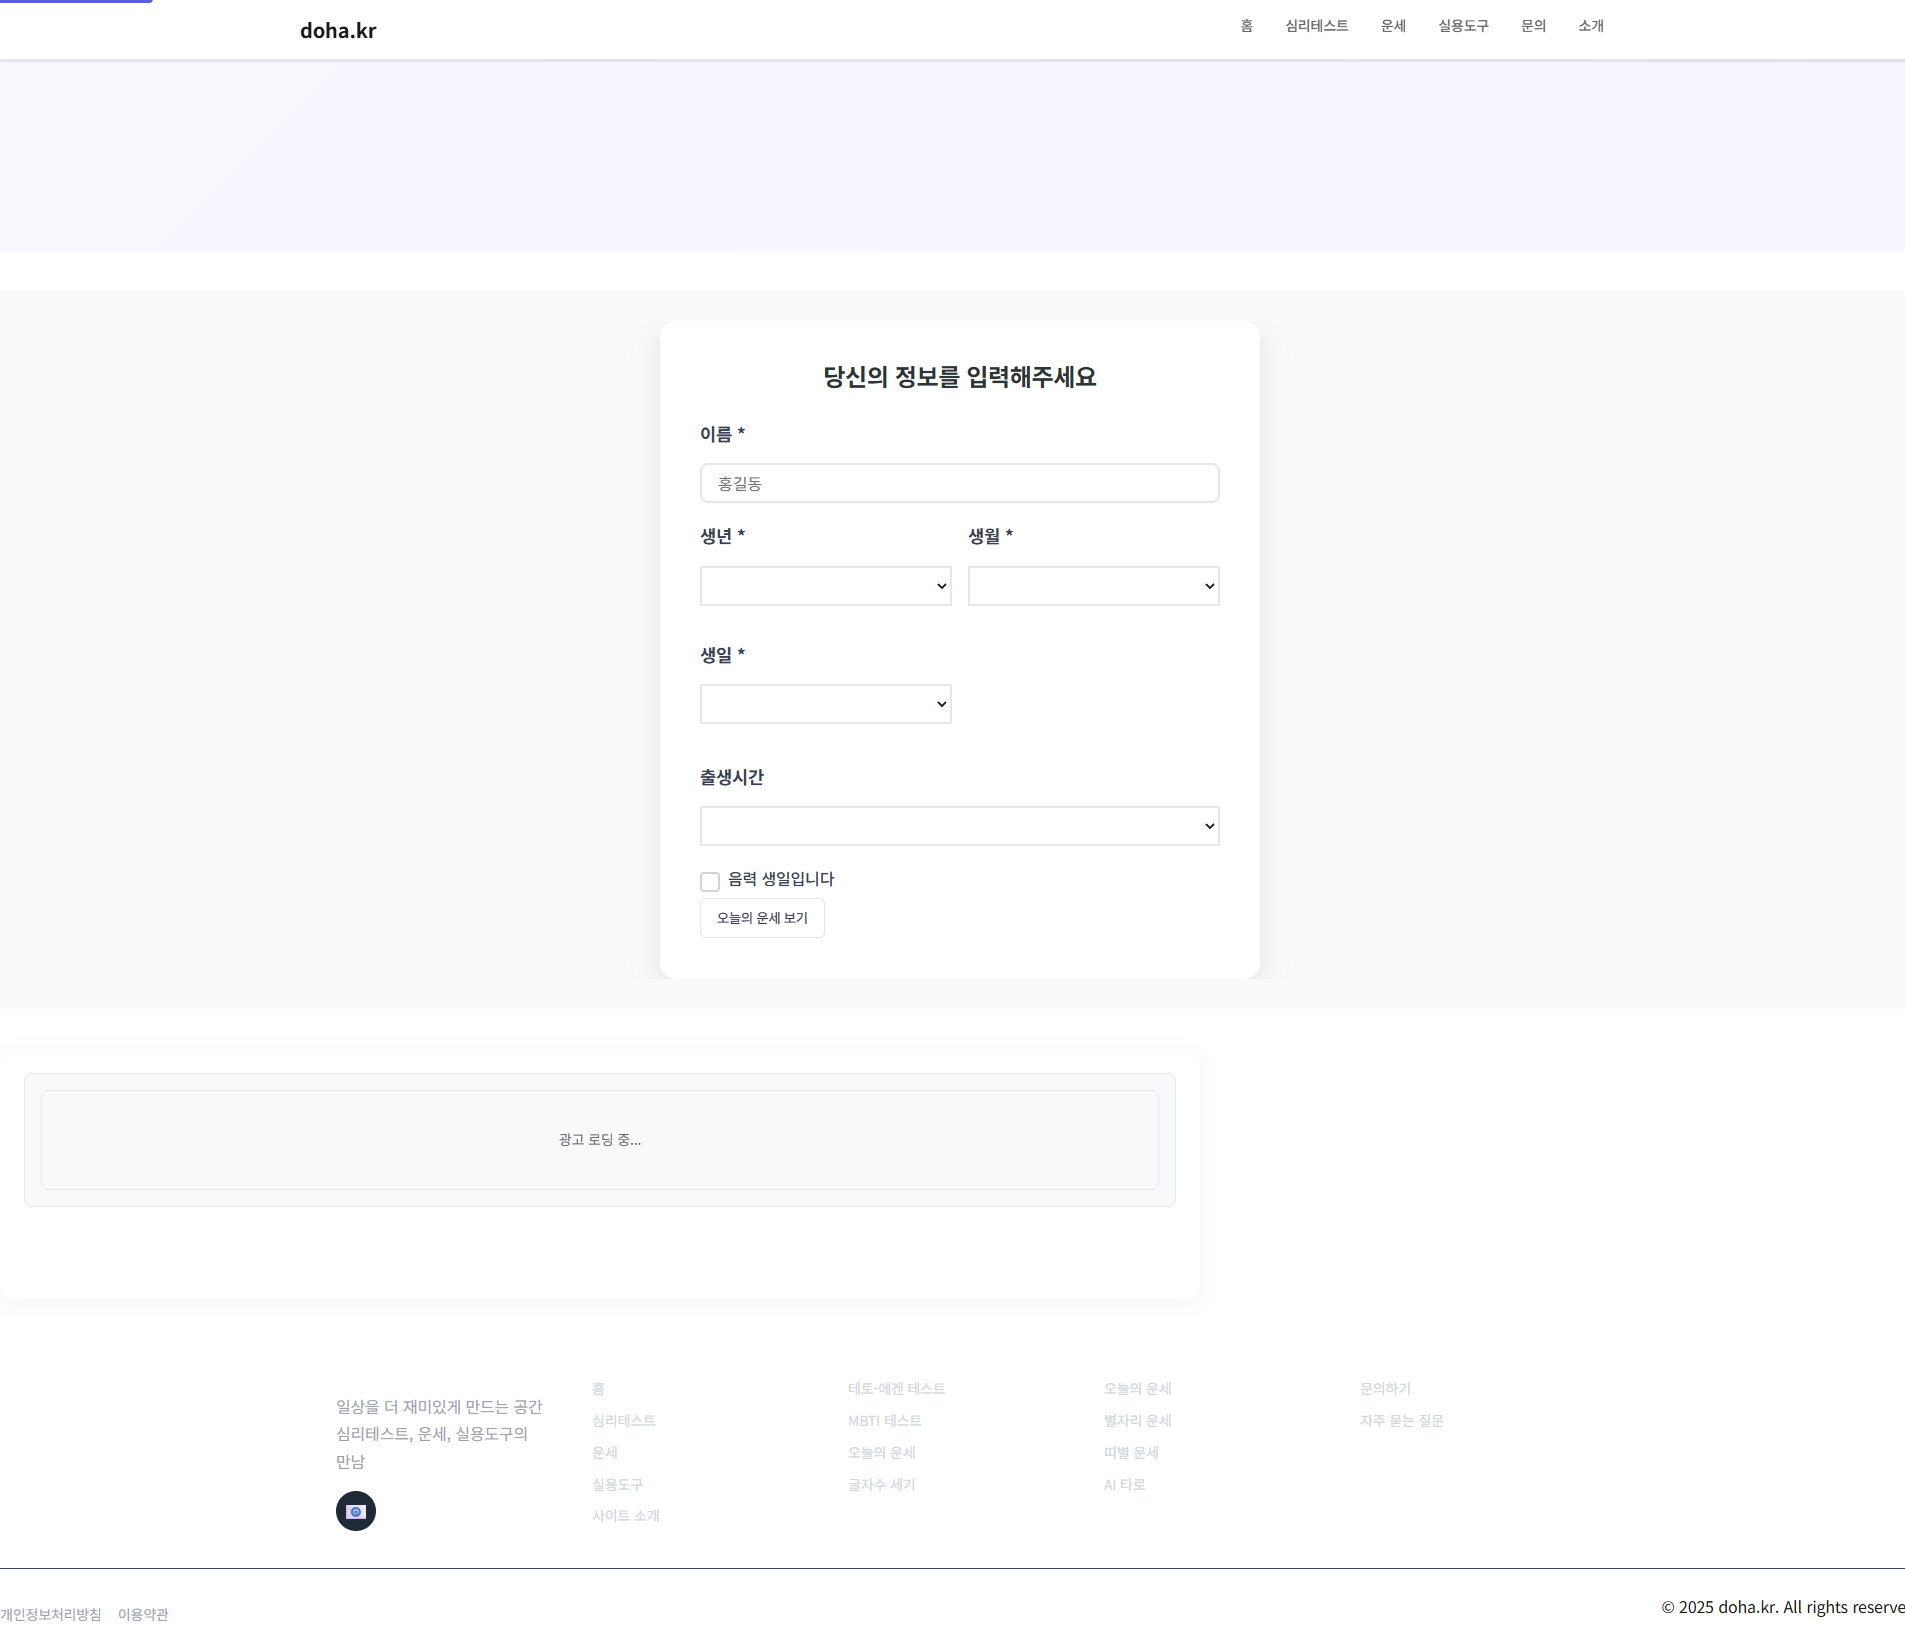 doha.kr
홈
심리테스트
운세
실용도구
문의
소개
당신의 정보를 입력해주세요
이름 *
홍길동
생년 *
생월 *
생일 *
출생시간
음력 생일입니다
오늘의 운세 보기
광고 로딩 중...
일상을 더 재미있게 만드는 공간
심리테스트, 운세, 실용도구의
만남
홈
심리테스트
운세
실용도구
사이트 소개
테토-에겐 테스트
MBTI 테스트
오늘의 운세
글자수 세기
오늘의 운세
별자리 운세
띠별 운세
AI 타로
문의하기
자주 묻는 질문
개인정보처리방침
이용약관
© 2025 doha.kr. All rights reserve